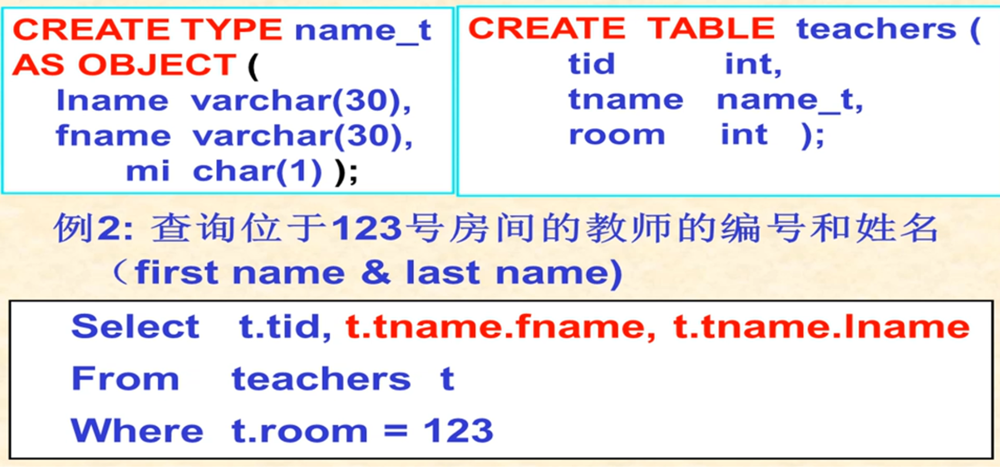 CREATE TYPE name_t
AS OBJECT (
lname varchar(30),
fname varchar(30),
mi char(1) );
CREATE TABLE teachers (
tid int,
tname name_t,
room int );
例2: 查询位于123号房间的教师的编号和姓名
（first name & last name)
Select t.tid, t.tname.fname, t.tname.lname
From teachers t
Where t.room = 123